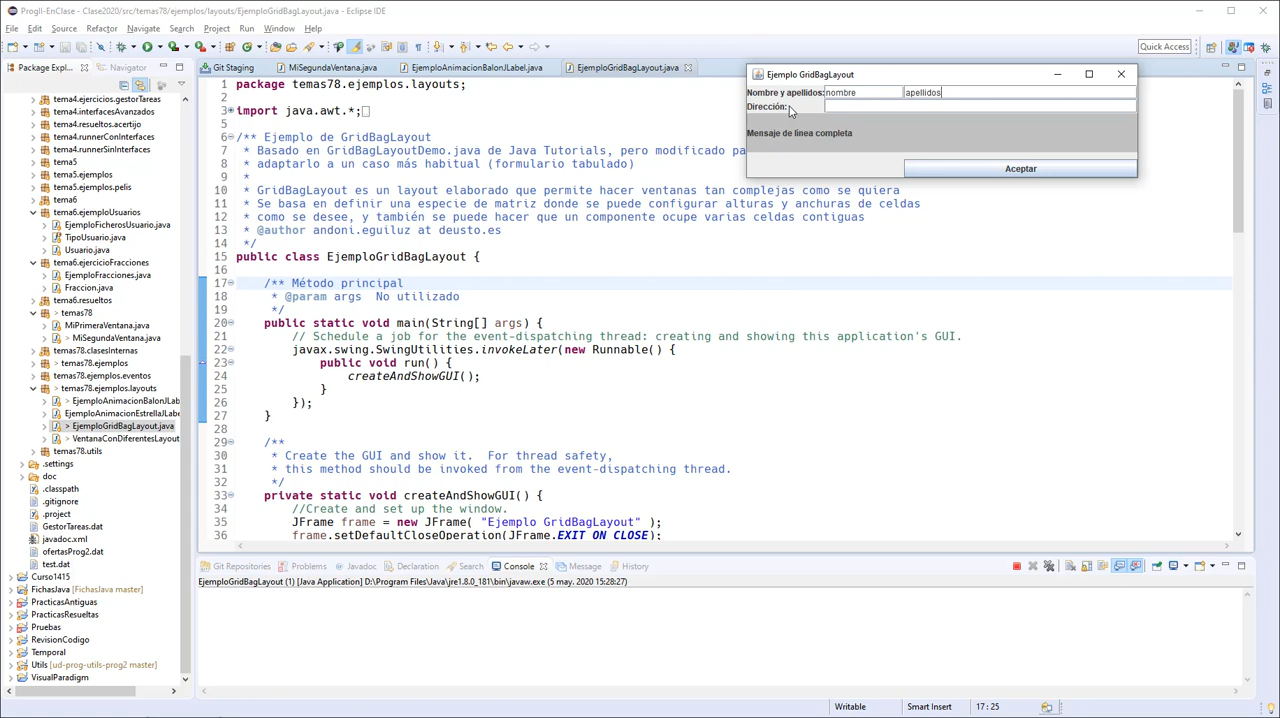 ProgII-EnClase - Clase2020/src/temas78/ejemplos/layouts/EjemploGridBagLayout.java - Eclipse IDE
File Edit Source Refactor Navigate Search Project Run Window Help
Quick Access
Package Expl...
Git Staging MiSegundaVentana.java EjemploAnimacionBalonJLabel.java EjemploGridBagLayout.java
tema4.ejercicios.gestorTareas
tema4.interfacesAvanzados
tema4.resueltos.acertijo
tema4.runnerConInterfaz
tema4.runnerSinInterfaz
tema5
tema5.ejemplos
tema5.ejemplos.pelis
tema6
tema6.ejemploUsuarios
EjemploFicherosUsuario.java
TipoUsuario.java
Usuario.java
tema6.ejercicioFracciones
EjemploFracciones.java
Fraccion.java
tema6.resueltos
> temas78
MiPrimeraVentana.java
> MiSegundaVentana.java
temas78.clasesInternas
> temas78.ejemplos
temas78.ejemplos.eventos
> temas78.ejemplos.layouts
> EjemploAnimacionBalonJLab
EjemploAnimacionEstrellaJLabe
> EjemploGridBagLayout.java
> VentanaConDiferentesLayout
temas78.utils
.settings
doc
.classpath
.gitignore
.project
GestorTareas.dat
javadoc.xml
ofertasProg2.dat
test.dat
Curso1415
FichasJava [FichasJava master]
PracticasAntiguas
PracticasResueltas
Pruebas
RevisionCodigo
Temporal
Utils [ud-prog-utils-prog2 master]
VisualParadigm
1 package temas78.ejemplos.layouts;
2
3 import java.awt.*;
5
6 /** Ejemplo de GridBagLayout
7 * Basado en GridBagLayoutDemo.java de Java Tutorials, pero modificado pa
8 * adaptarlo a un caso más habitual (formulario tabulado)
9 *
10 * GridBagLayout es un layout elaborado que permite hacer ventanas tan complejas como se quiera
11 * Se basa en definir una especie de matriz donde se puede configurar alturas y anchuras de celdas
12 * como se desee, y también se puede hacer que un componente ocupe varias celdas contiguas
13 * @author andoni.eguiluz at deusto.es
14 */
15 public class EjemploGridBagLayout {
16
17 /** Método principal
18 * @param args No utilizado
19 */
20 public static void main(String[] args) {
21 // Schedule a job for the event-dispatching thread: creating and showing this application's GUI.
22 javax.swing.SwingUtilities.invokeLater(new Runnable() {
23 public void run() {
24 createAndShowGUI();
25 }
26 });
27 }
28
29 /**
30 * Create the GUI and show it. For thread safety,
31 * this method should be invoked from the event-dispatching thread.
32 */
33 private static void createAndShowGUI() {
34 //Create and set up the window.
35 JFrame frame = new JFrame( "Ejemplo GridBagLayout" );
36 frame.setDefaultCloseOperation(JFrame.EXIT_ON_CLOSE);
Ejemplo GridBagLayout
Nombre y apellidos: nombre apellidos
Dirección:
Mensaje de línea completa
Aceptar
Git Repositories Problems Javadoc Declaration Search Console Message History
EjemploGridBagLayout (1) [Java Application] D:\Program Files\Java\jre1.8.0_181\bin\javaw.exe (5 may. 2020 15:28:27)
Writable Smart Insert 17 : 25